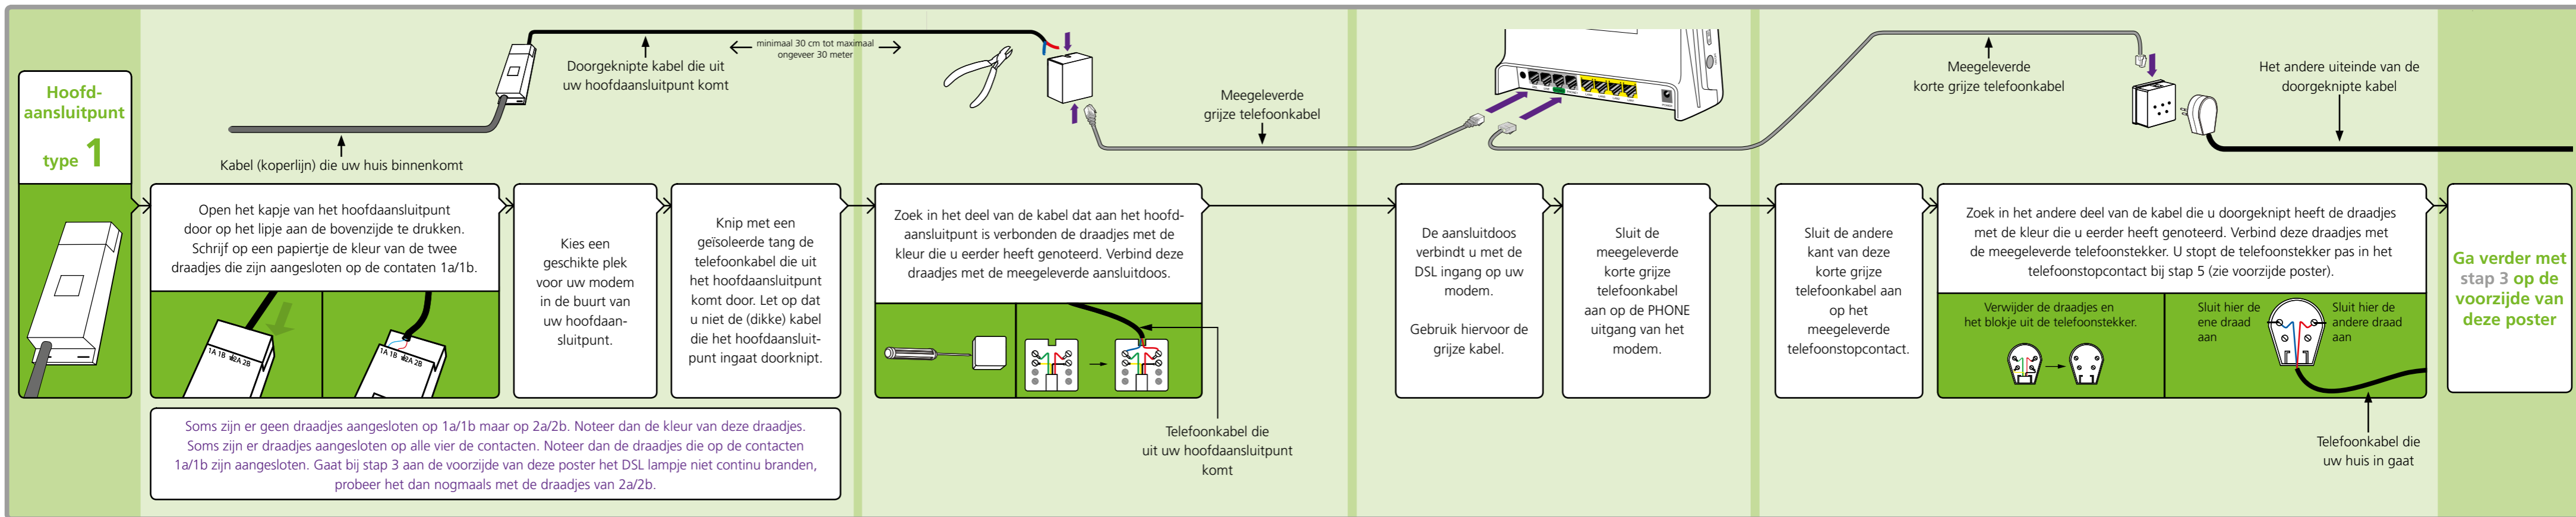 Hoofd-
aansluitpunt
type 1
Doorgeknipte kabel die uit
uw hoofdaansluitpunt komt
minimaal 30 cm tot maximaal
ongeveer 30 meter
Kabel (koperlijn) die uw huis binnenkomt
Meegeleverde
grijze telefoonkabel
Meegeleverde
korte grijze telefoonkabel
Het andere uiteinde van de
doorgeknipte kabel
Open het kapje van het hoofdaansluitpunt
door op het lipje aan de bovenzijde te drukken.
Schrijf op een papiertje de kleur van de twee
draadjes die zijn aangesloten op de contaten 1a/1b.
1A 1B
2A 2B
1A 1B
2A 2B
Kies een
geschikte plek
voor uw modem
in de buurt van
uw hoofdaan-
sluitpunt.
Knip met een
geïsoleerde tang de
telefoonkabel die uit
het hoofdaansluitpunt
komt door. Let op dat
u niet de (dikke) kabel
die het hoofdaansluit-
punt ingaat doorknipt.
Soms zijn er geen draadjes aangesloten op 1a/1b maar op 2a/2b. Noteer dan de kleur van deze draadjes.
Soms zijn er draadjes aangesloten op alle vier de contacten. Noteer dan de draadjes die op de contacten
1a/1b zijn aangesloten. Gaat bij stap 3 aan de voorzijde van deze poster het DSL lampje niet continu branden,
probeer het dan nogmaals met de draadjes van 2a/2b.
Zoek in het deel van de kabel dat aan het hoofd-
aansluitpunt is verbonden de draadjes met de
kleur die u eerder heeft genoteerd. Verbind deze
draadjes met de meegeleverde aansluitdoos.
Telefoonkabel die
uit uw hoofdaansluitpunt
komt
De aansluitdoos
verbindt u met de
DSL ingang op uw
modem.
Gebruik hiervoor de
grijze kabel.
Sluit de
meegeleverde
korte grijze
telefoonkabel
aan op de PHONE
uitgang van het
modem.
Sluit de andere
kant van deze
korte grijze
telefoonkabel aan
op het
meegeleverde
telefoonstopcontact.
Zoek in het andere deel van de kabel die u doorgeknipt heeft de draadjes
met de kleur die u eerder heeft genoteerd. Verbind deze draadjes met
de meegeleverde telefoonstekker. U stopt de telefoonstekker pas in het
telefoonstopcontact bij stap 5 (zie voorzijde poster).
Verwijder de draadjes en
het blokje uit de telefoonstekker.
Sluit hier de
ene draad
aan
Sluit hier de
andere draad
aan
Telefoonkabel die
uw huis in gaat
Ga verder met
stap 3 op de
voorzijde van
deze poster